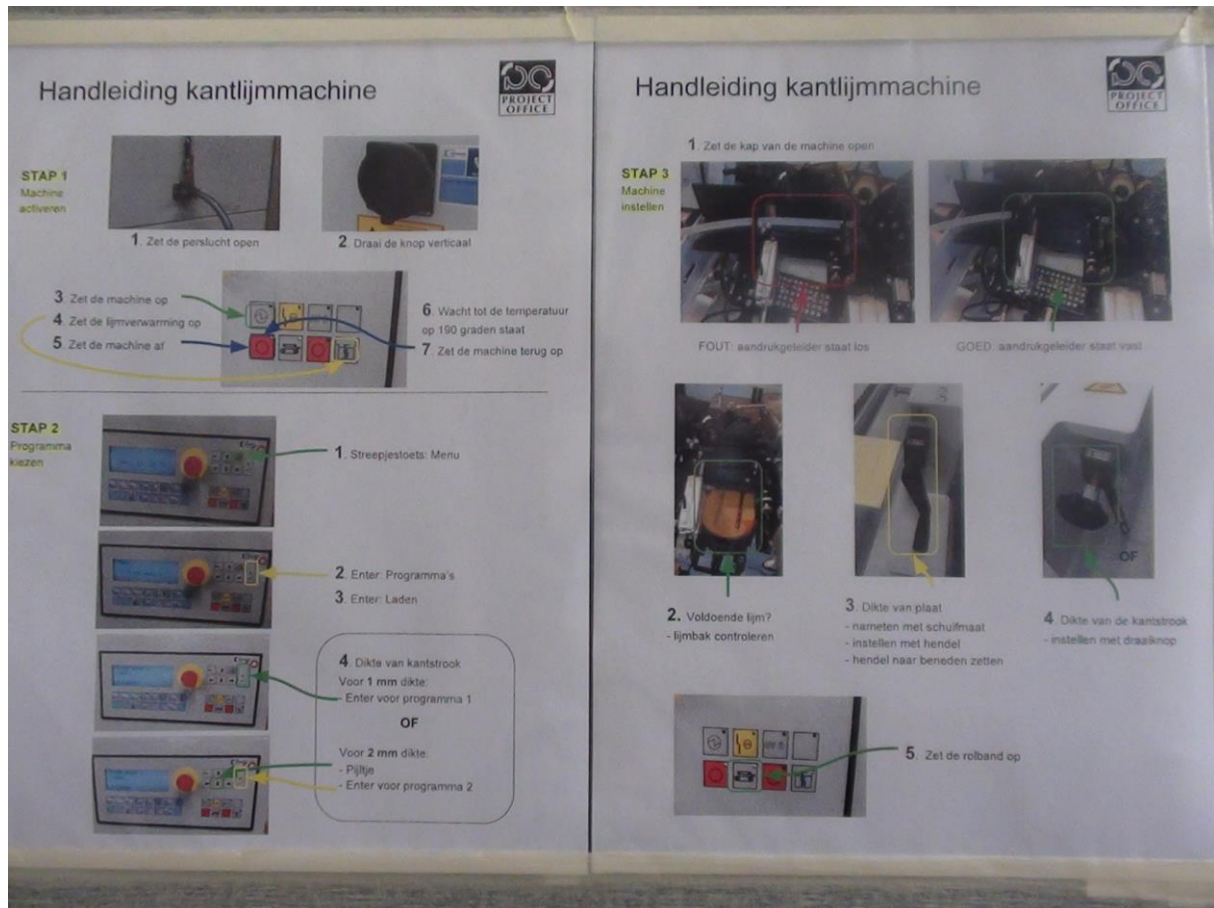 Handleiding kantlijmmachine
PROJECT
OFFICE
STAP 1
Machine
activeren
1. Zet de perslucht open
2 Draai de knop verticaal
3. Zet de machine op
4. Zet de lijmverwarming op
5. Zet de machine af
6. Wacht tot de temperatuur
op 190 graden staat
7. Zet de machine terug op
STAP 2
Programma
kiezen
1. Streepjestoets: Menu
2. Enter: Programma's
3. Enter: Laden
4. Dikte van kantstrook
Voor 1 mm dikte:
- Enter voor programma 1
OF
Voor 2 mm dikte:
- Pijltje
- Enter voor programma 2
Handleiding kantlijmmachine
PROJECT
OFFICE
1. Zet de kap van de machine open
STAP 3
Machine
instellen
FOUT: aandrukgeleider staat los
GOED: aandrukgeleider staat vast
2. Voldoende lijm?
- lijmbak controleren
3. Dikte van plaat
- nameten met schuifmaat
- instellen met hendel
- hendel naar beneden zetten
OF
4 Dikte van de kantstrook
- instellen met draaiknop
5. Zet de rolband op